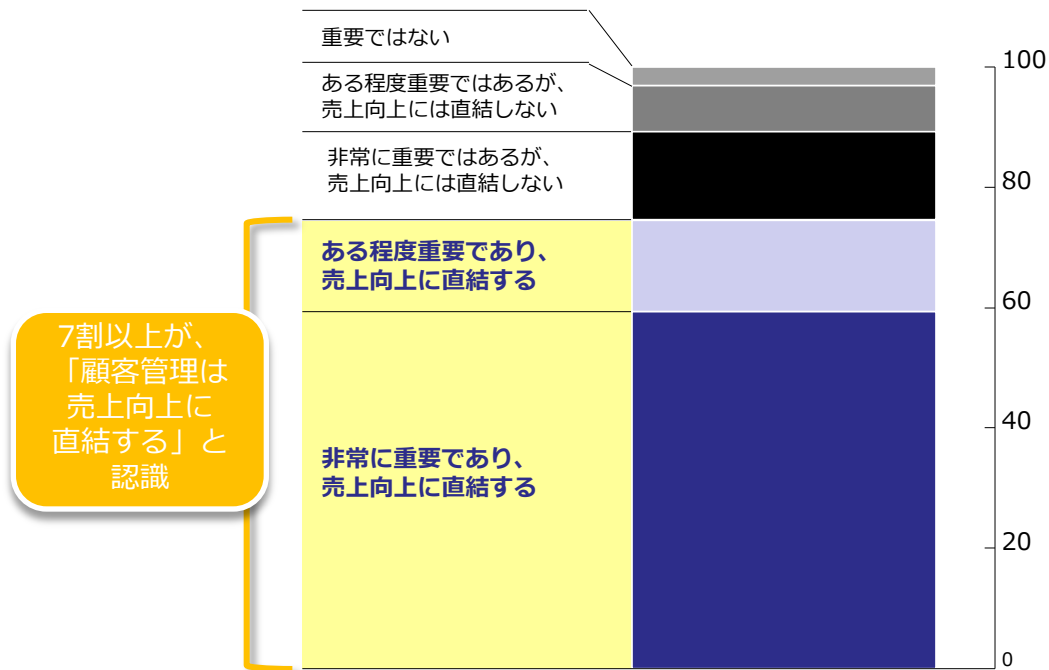 重要ではない
ある程度重要ではあるが、
売上向上には直結しない
非常に重要ではあるが、
売上向上には直結しない
ある程度重要であり、
売上向上に直結する
非常に重要であり、
売上向上に直結する
7割以上が、
「顧客管理は
売上向上に
直結する」と
認識
100
80
60
40
20
0